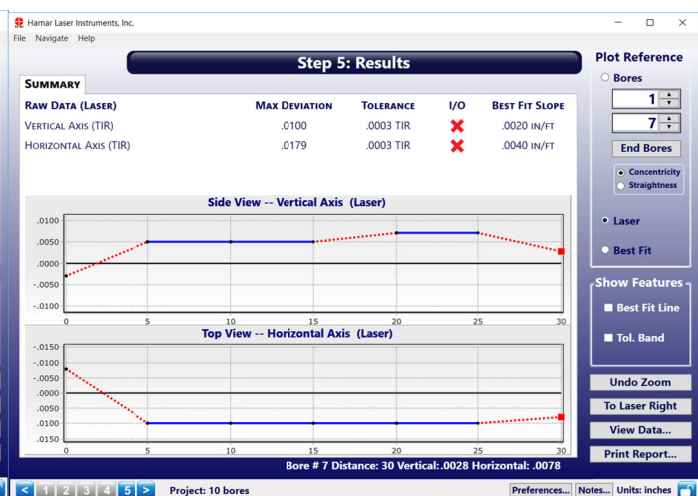 Hamar Laser Instruments, Inc.
File Navigate Help
Step 5: Results
SUMMARY
RAW DATA (LASER) MAX DEVIATION TOLERANCE I/O BEST FIT SLOPE
VERTICAL AXIS (TIR) .0100 .0003 TIR .0020 IN/FT
HORIZONTAL AXIS (TIR) .0179 .0003 TIR .0040 IN/FT
Side View -- Vertical Axis (Laser)
.0100
.0050
.0000
-.0050
-.0100
0 5 10 15 20 25 30
Top View -- Horizontal Axis (Laser)
-.0150
-.0100
-.0050
.0000
.0050
.0100
.0150
0 5 10 15 20 25 30
Bore # 7 Distance: 30 Vertical:.0028 Horizontal: .0078
Plot Reference
Bores
1
7
End Bores
Concentricity
Straightness
Laser
Best Fit
Show Features
Best Fit Line
Tol. Band
Undo Zoom
To Laser Right
View Data...
Print Report...
< 1 2 3 4 5 > Project: 10 bores Preferences... Notes... Units: inches